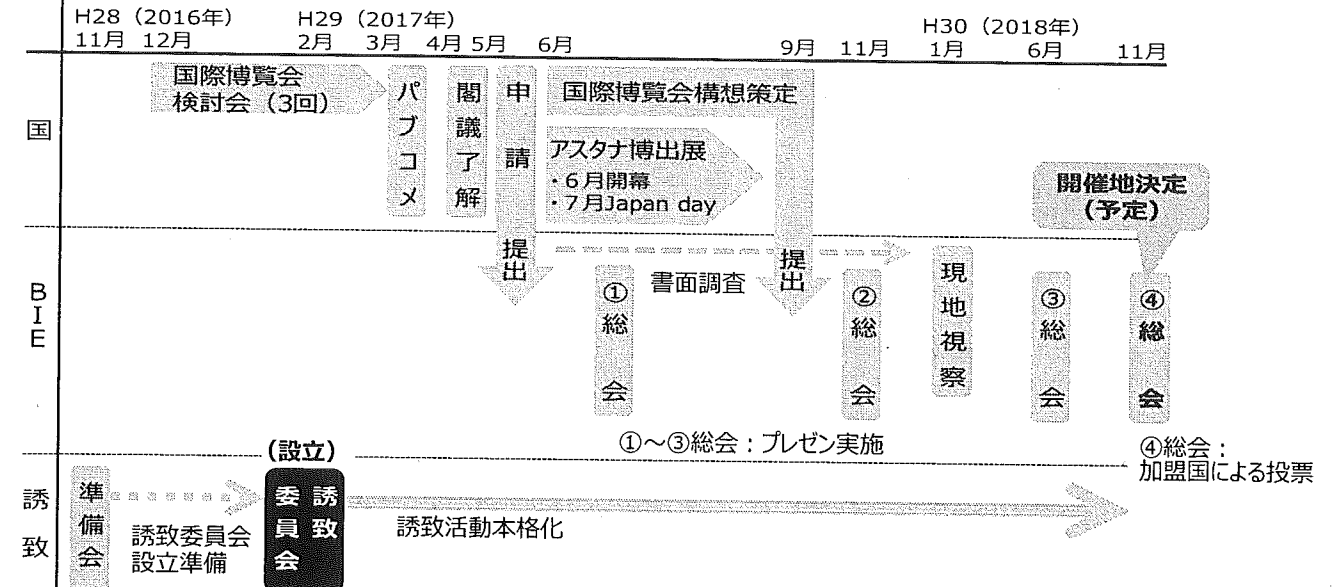 H28（2016年）
H29（2017年）
H30（2018年）
11月 12月 2月 3月 4月 5月 6月 9月 11月 1月 6月 11月
国
国際博覧会
検討会（3回）
パブコメ
閣議了解
申請
提出
国際博覧会構想策定
提出
アスタナ博出展
・6月開幕
・7月Japan day
開催地決定
（予定）
BIE
書面調査
①総会
②総会
現地視察
③総会
④総会
①～③総会：プレゼン実施
④総会：
加盟国による投票
誘致
準備会
誘致委員会
設立準備
（設立）
誘致
委員会
誘致活動本格化